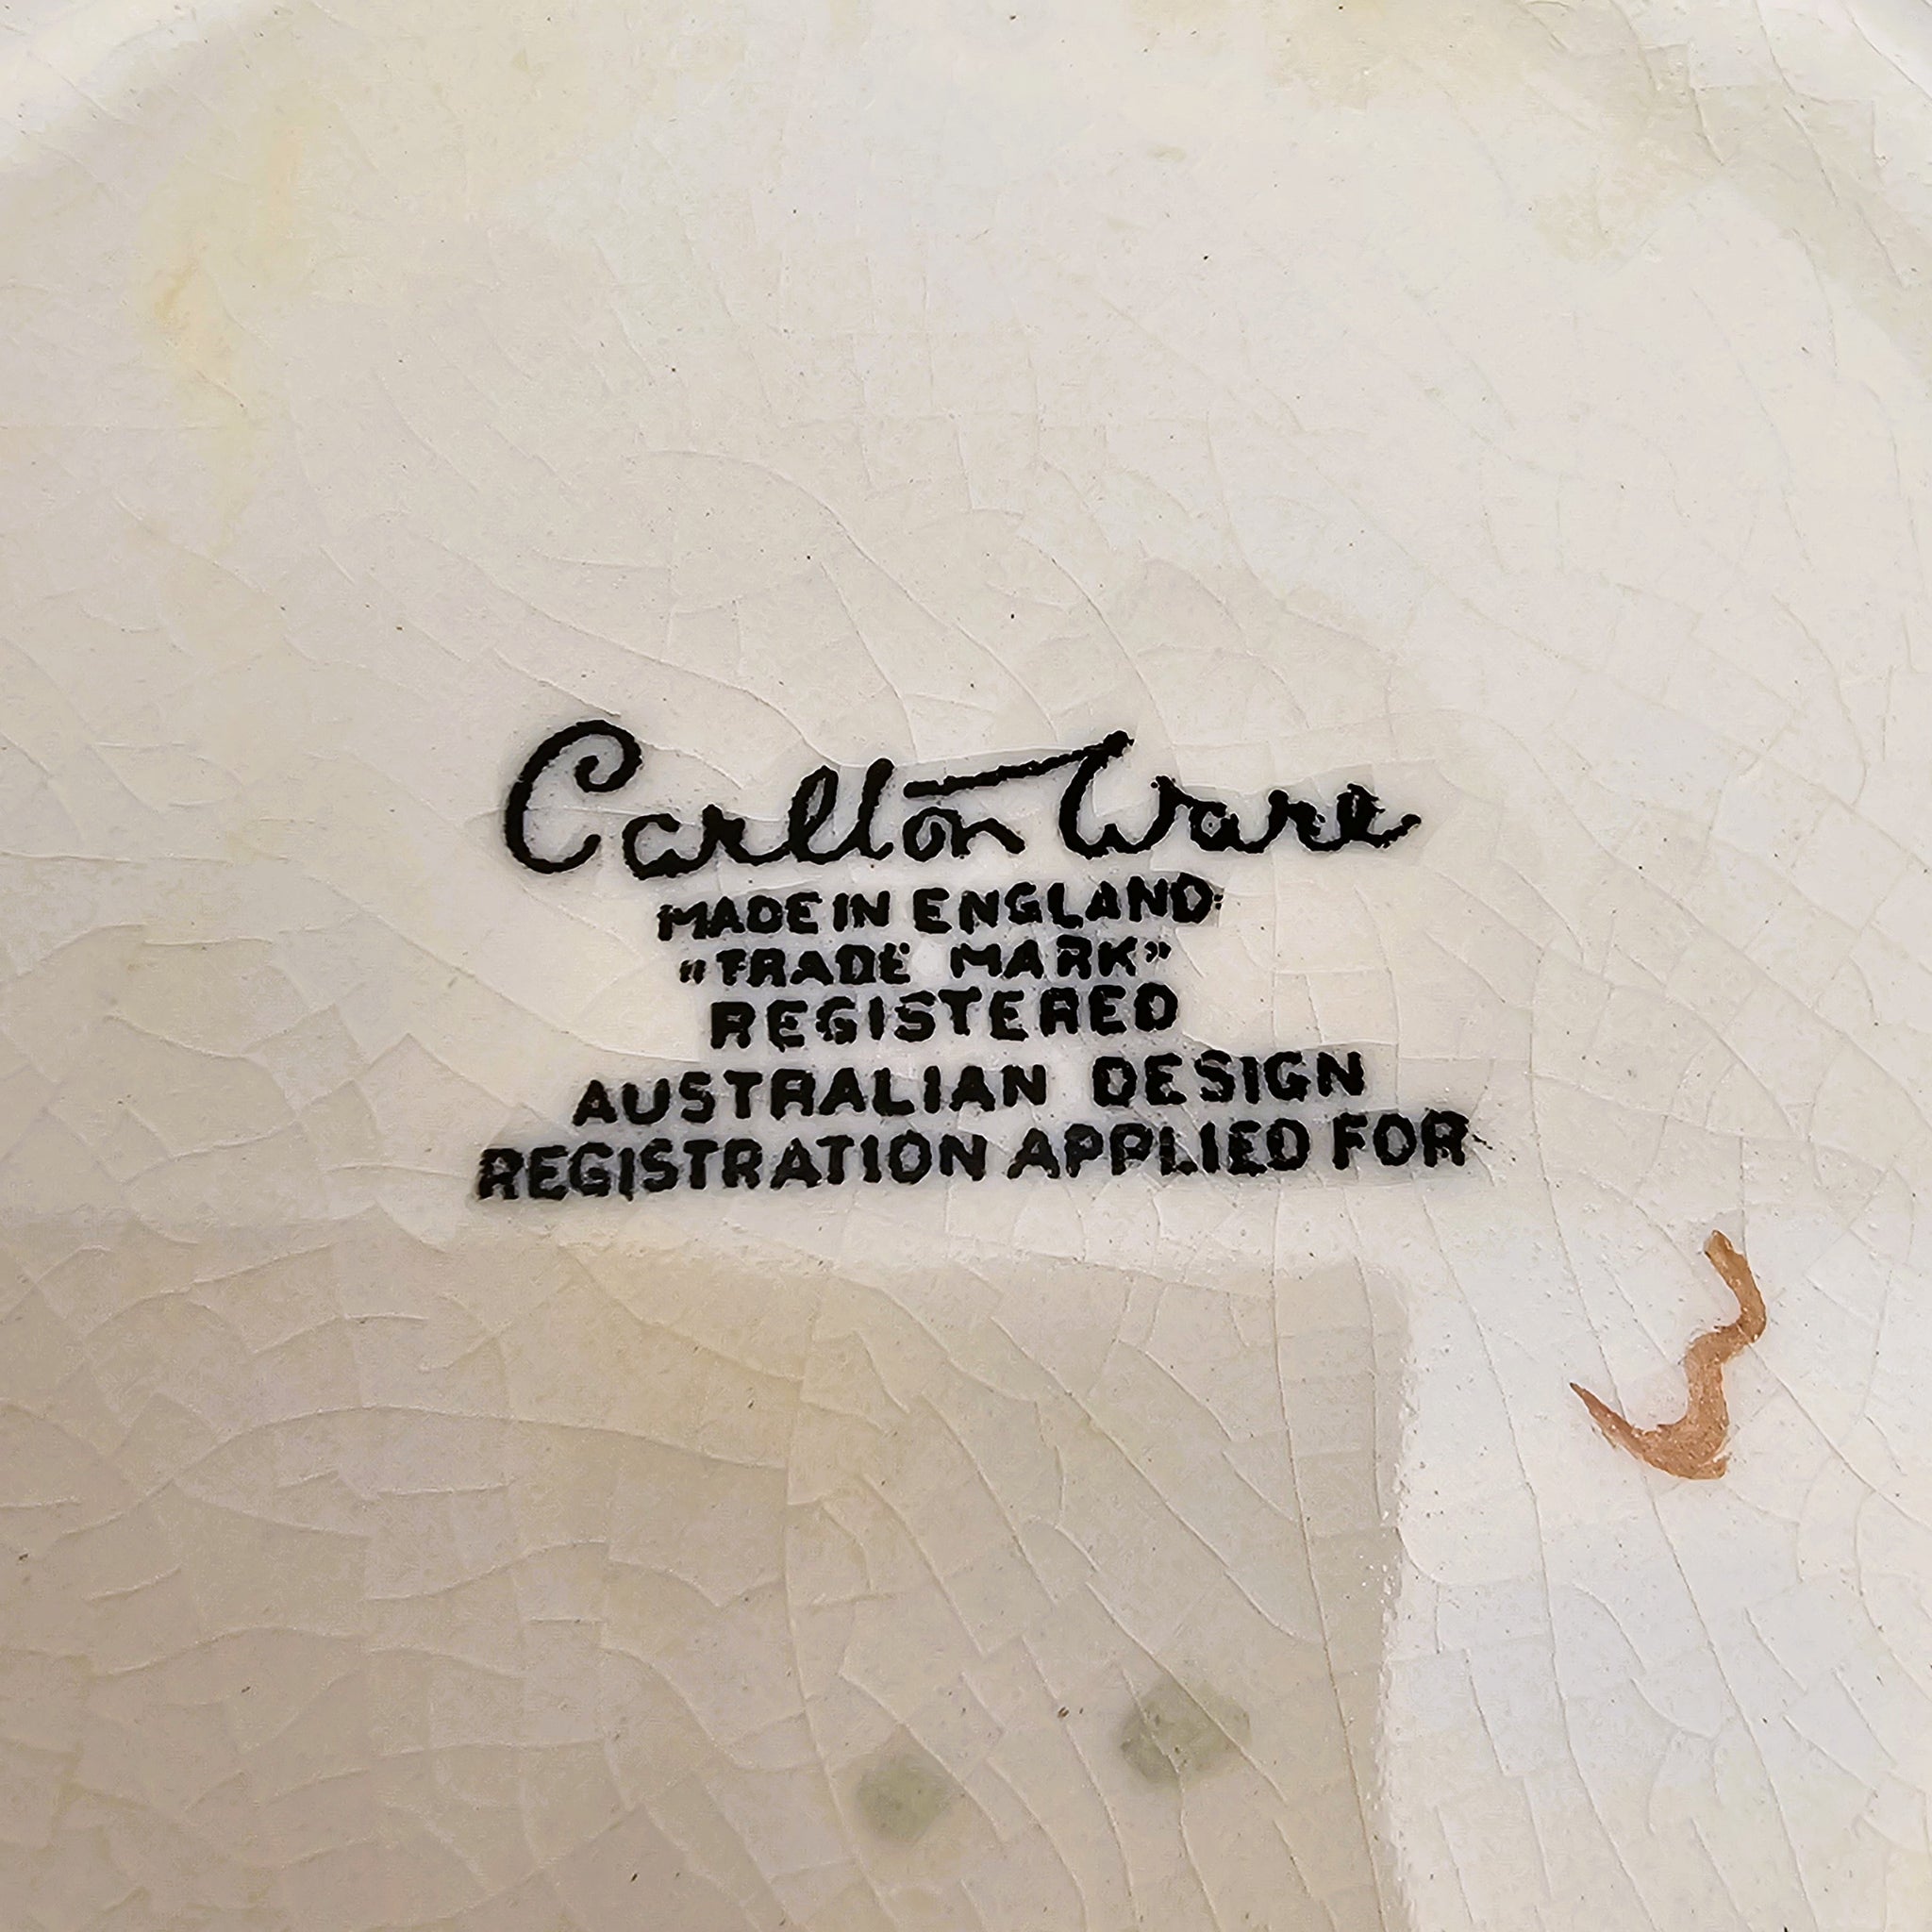 Carlton Ware
MADE IN ENGLAND
"TRADE MARK"
REGISTERED
AUSTRALIAN DESIGN
REGISTRATION APPLIED FOR